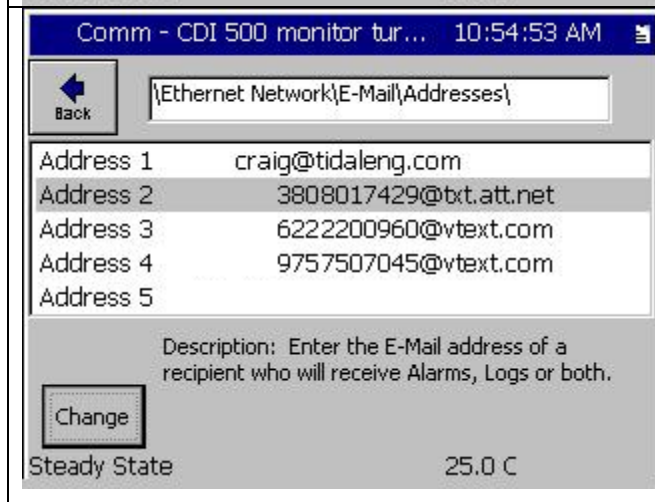 Comm - CDI 500 monitor tur... 10:54:53 AM
Back
\Ethernet Network\E-Mail\Addresses\
Address 1 craig@tidaleng.com
Address 2 3808017429@txt.att.net
Address 3 6222200960@vtext.com
Address 4 9757507045@vtext.com
Address 5
Description: Enter the E-Mail address of a
recipient who will receive Alarms, Logs or both.
Change
Steady State 25.0 C